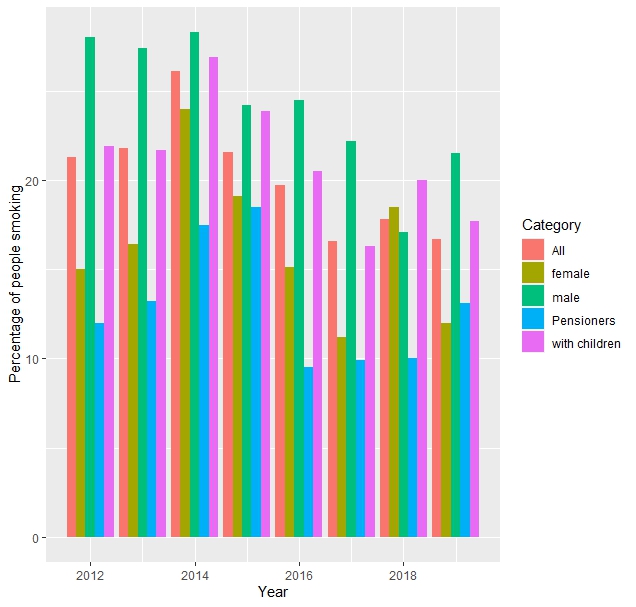 Percentage of people smoking
20
10
0
2012 2014 2016 2018
Year
Category
All
female
male
Pensioners
with children